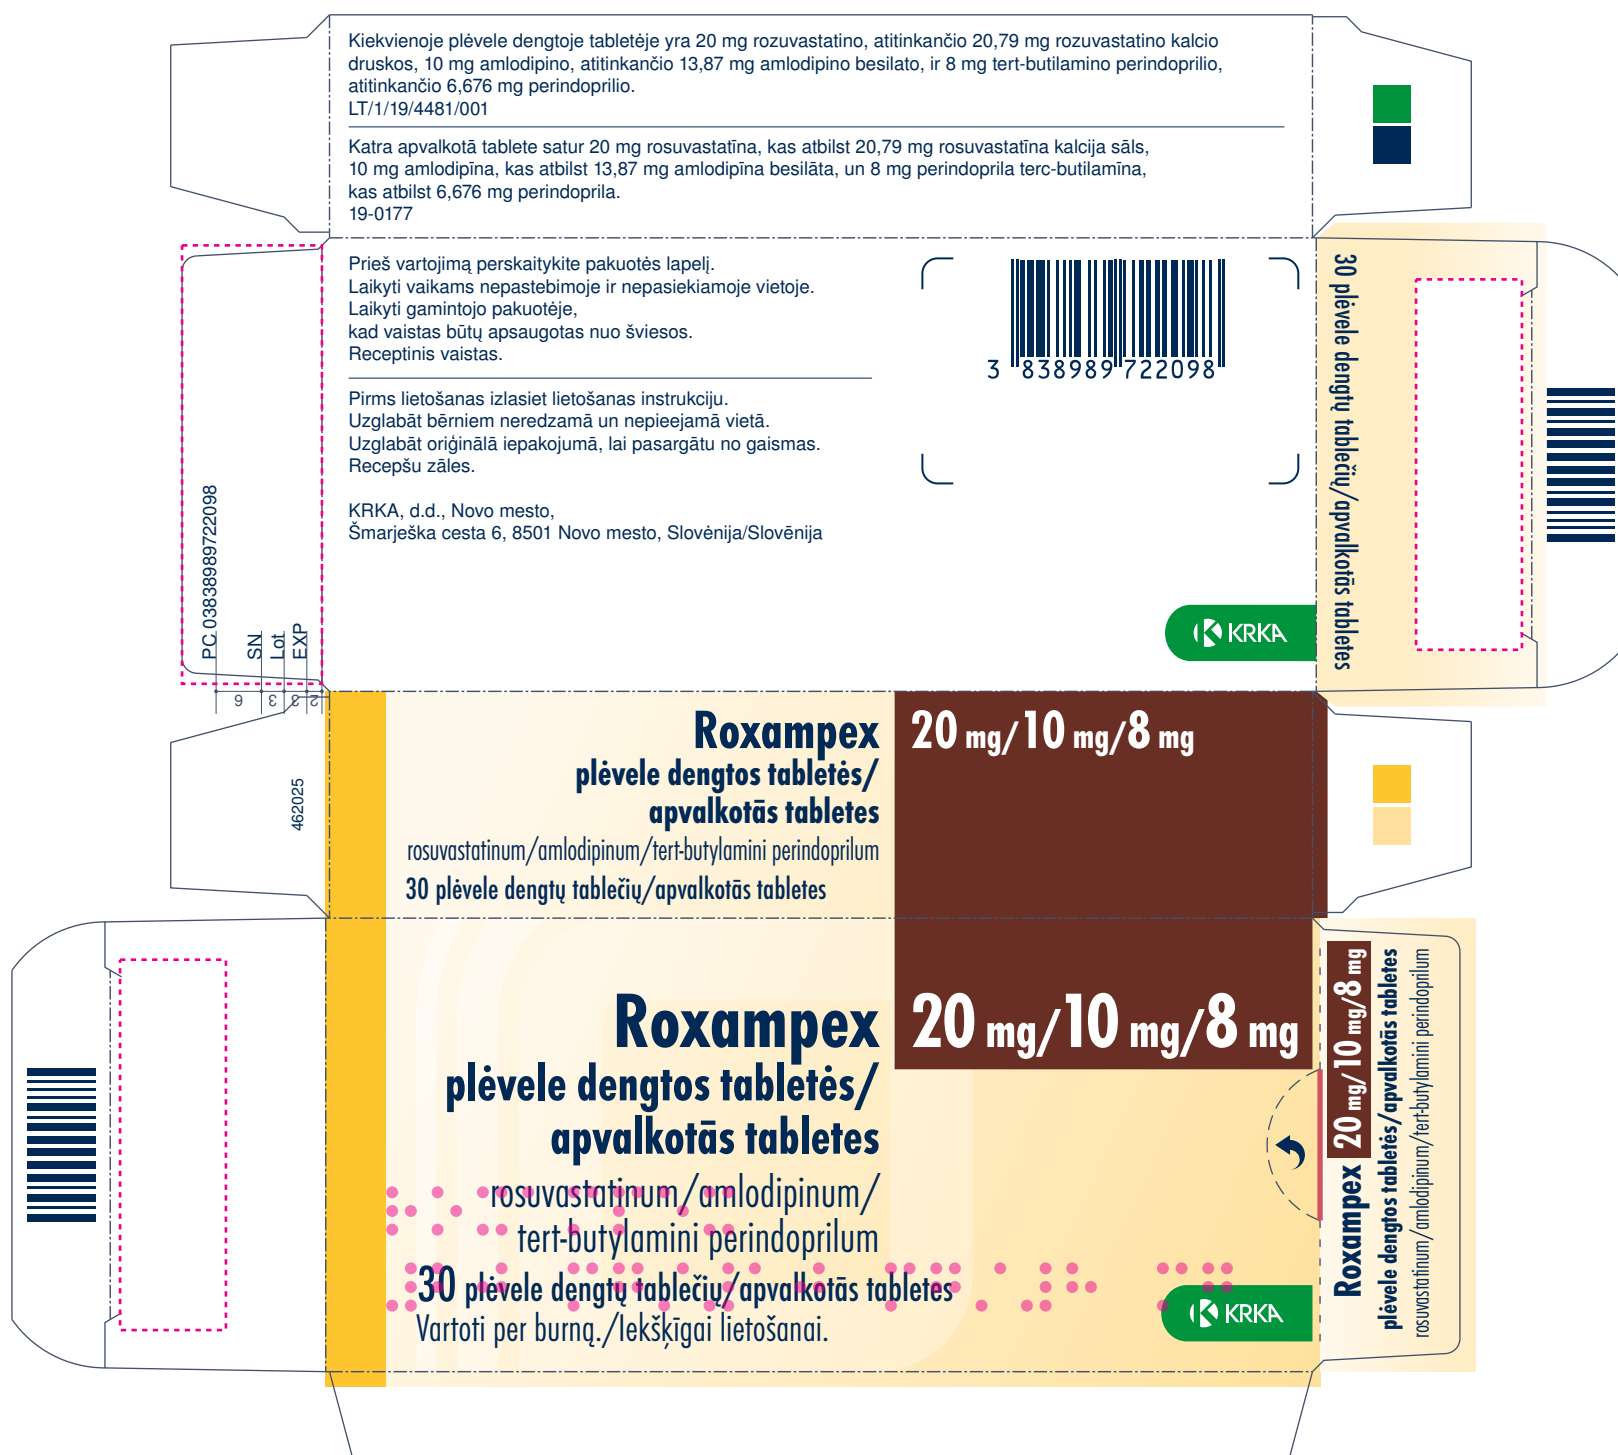 Kiekvienoje plėvele dengtoje tabletėje yra 20 mg rozuvastatino, atitinkančio 20,79 mg rozuvastatino kalcio
druskos, 10 mg amlodipino, atitinkančio 13,87 mg amlodipino besilato, ir 8 mg tert-butilamino perindoprilio,
atitinkančio 6,676 mg perindoprilio.
LT/1/19/4481/001
Katra apvalkotā tablete satur 20 mg rosuvastatīna, kas atbilst 20,79 mg rosuvastatīna kalcija sāls,
10 mg amlodipīna, kas atbilst 13,87 mg amlodipīna besilāta, un 8 mg perindoprila terc-butilamīna,
kas atbilst 6,676 mg perindoprila.
19-0177
Prieš vartojimą perskaitykite pakuotės lapelį.
Laikyti vaikams nepastebimoje ir nepasiekiamoje vietoje.
Laikyti gamintojo pakuotėje,
kad vaistas būtų apsaugotas nuo šviesos.
Receptinis vaistas.
Pirms lietošanas izlasiet lietošanas instrukciju.
Uzglabāt bērniem neredzamā un nepieejamā vietā.
Uzglabāt oriģinālā iepakojumā, lai pasargātu no gaismas.
Recepšu zāles.
KRKA, d.d., Novo mesto,
Šmarješka cesta 6, 8501 Novo mesto, Slovėnija/Slovēnija
3 838989 722098
KRKA
30 plėvele dengtų tablečių/apvalkotās tabletes
PC 03838989722098
SN
Lot
EXP
9 3 3 2
462025
Roxampex 20 mg/10 mg/8 mg
plėvele dengtos tabletės/
apvalkotās tabletes
rosuvastatinum/amlodipinum/tert-butylamini perindoprilum
30 plėvele dengtų tablečių/apvalkotās tabletes
Roxampex 20 mg/10 mg/8 mg
plėvele dengtos tabletės/
apvalkotās tabletes
rosuvastatinum/amlodipinum/
tert-butylamini perindoprilum
30 plėvele dengtų tablečių/apvalkotās tabletes
Vartoti per burną./Iekšķīgai lietošanai.
KRKA
Roxampex 20 mg/10 mg/8 mg
plėvele dengtos tabletės/apvalkotās tabletes
rosuvastatinum/amlodipinum/tert-butylamini perindoprilum